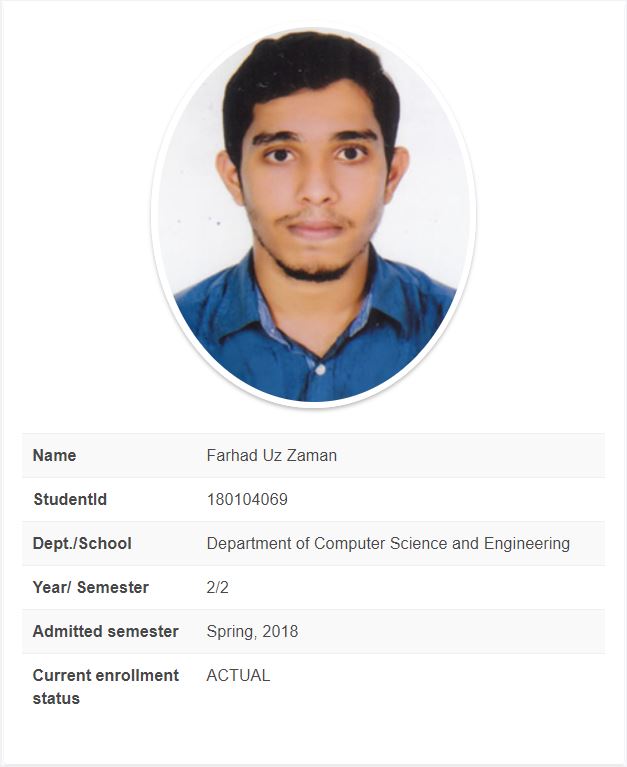 Name Farhad Uz Zaman
StudentId 180104069
Dept./School Department of Computer Science and Engineering
Year/ Semester 2/2
Admitted semester Spring, 2018
Current enrollment ACTUAL
status